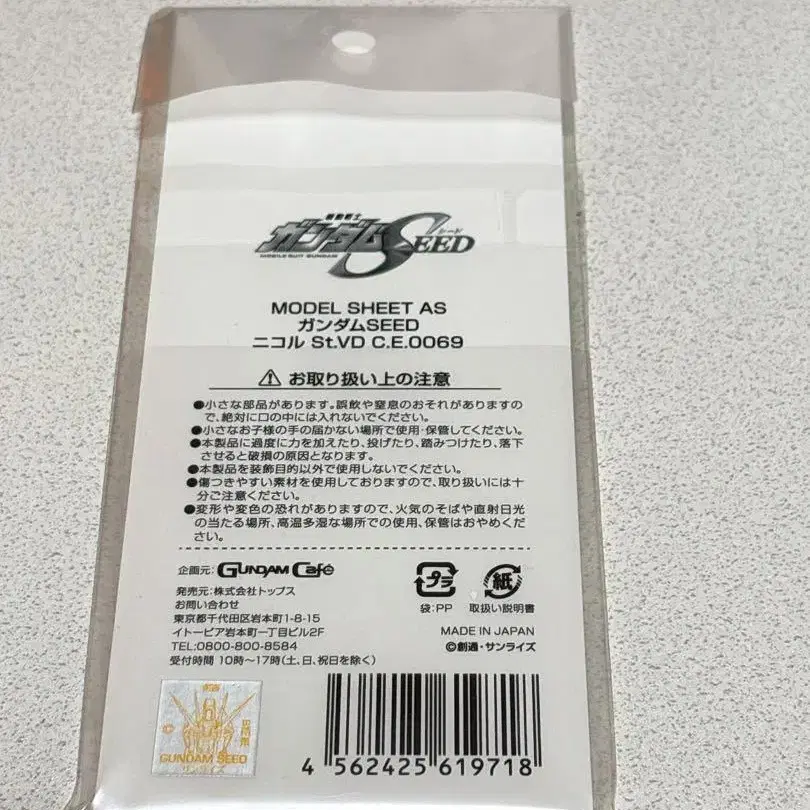 機動戦士
ガンダムSEED
シード
MOBILE SUIT GUNDAM
MODEL SHEET AS
ガンダムSEED
ニコル St.VD C.E.0069
お取り扱い上の注意
●小さな部品があります。誤飲や窒息のおそれがありますの
で、絶対に口の中には入れないでください。
●小さなお子様の手の届かない場所で使用・保管してください。
●本製品に過度に力を加えたり、投げたり、踏みつけたり、落下
させると破損の原因となります。
●本製品を装飾目的以外で使用しないでください。
●傷つきやすい素材を使用しておりますので、取り扱いには十
分ご注意ください。
●変形や変色の恐れがありますので、火気のそばや直射日光
の当たる場所、高温多湿な場所での使用、保管はおやめくだ
さい。
企画元:GUNDAM Café
発売元:株式会社トップス
お問い合わせ
東京都千代田区岩本町1-8-15
イトーピア岩本町一丁目ビル2F
TEL:0800-800-8584
受付時間 10時〜17時(土、日、祝日を除く)
プラ
袋:PP
紙
取扱い説明書
MADE IN JAPAN
©創通・サンライズ
GUNDAM SEED
サンライズ
4 562425 619718